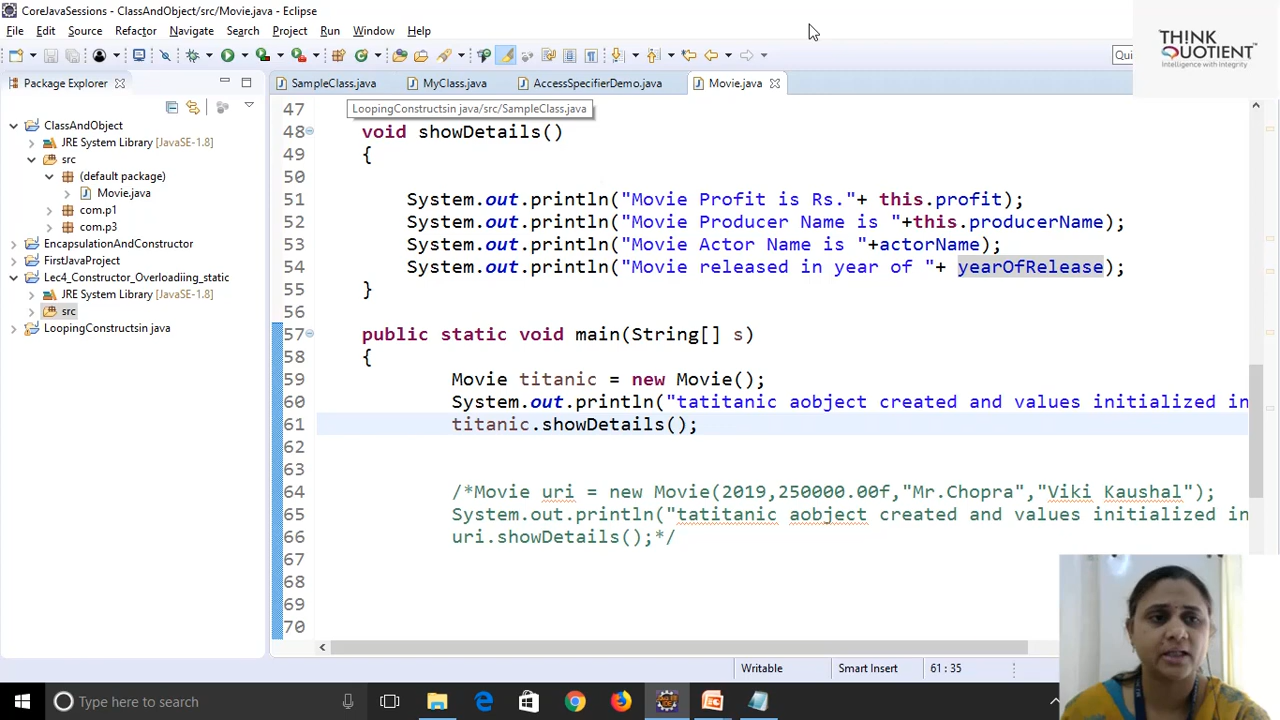 CoreJavaSessions - ClassAndObject/src/Movie.java - Eclipse
File Edit Source Refactor Navigate Search Project Run Window Help
THINK
QUOTIENT
Intelligence with Integrity
Qui
Package Explorer
SampleClass.java MyClass.java AccessSpecifierDemo.java Movie.java
LoopingConstructsin java/src/SampleClass.java
ClassAndObject
JRE System Library [JavaSE-1.8]
src
(default package)
Movie.java
com.p1
com.p3
EncapsulationAndConstructor
FirstJavaProject
Lec4_Constructor_Overloadiing_static
JRE System Library [JavaSE-1.8]
src
LoopingConstructsin java
47
48 void showDetails()
49 {
50
51 System.out.println("Movie Profit is Rs."+ this.profit);
52 System.out.println("Movie Producer Name is "+this.producerName);
53 System.out.println("Movie Actor Name is "+actorName);
54 System.out.println("Movie released in year of "+ yearOfRelease);
55 }
56
57 public static void main(String[] s)
58 {
59 Movie titanic = new Movie();
60 System.out.println("tatitanic aobject created and values initialized in
61 titanic.showDetails();
62
63
64 /*Movie uri = new Movie(2019,250000.00f,"Mr.Chopra","Viki Kaushal");
65 System.out.println("tatitanic aobject created and values initialized in
66 uri.showDetails();*/
67
68
69
70
Writable Smart Insert 61 : 35
Type here to search